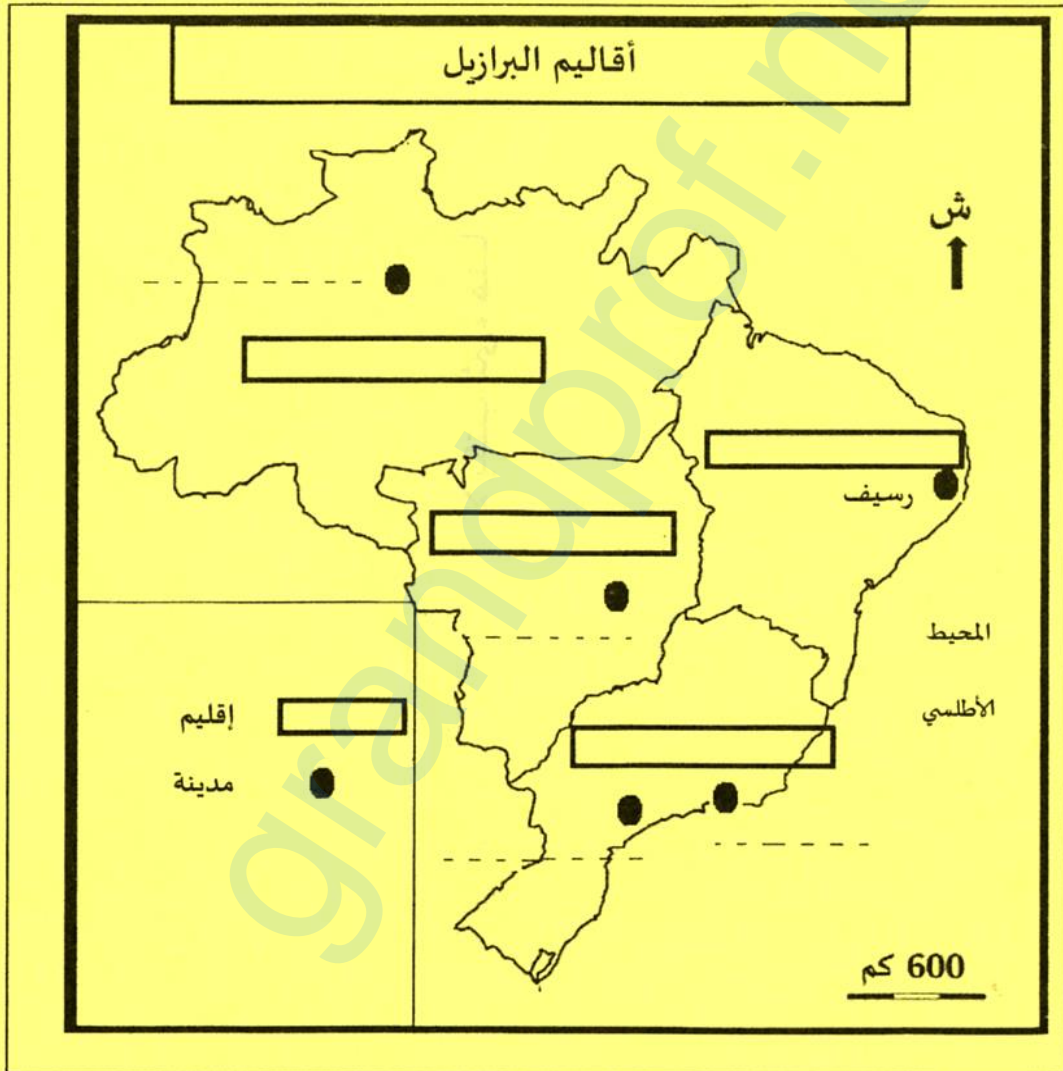 أقاليم البرازيل
ش
رسيف
المحيط
الأطلسي
إقليم
مدينة
600 كم